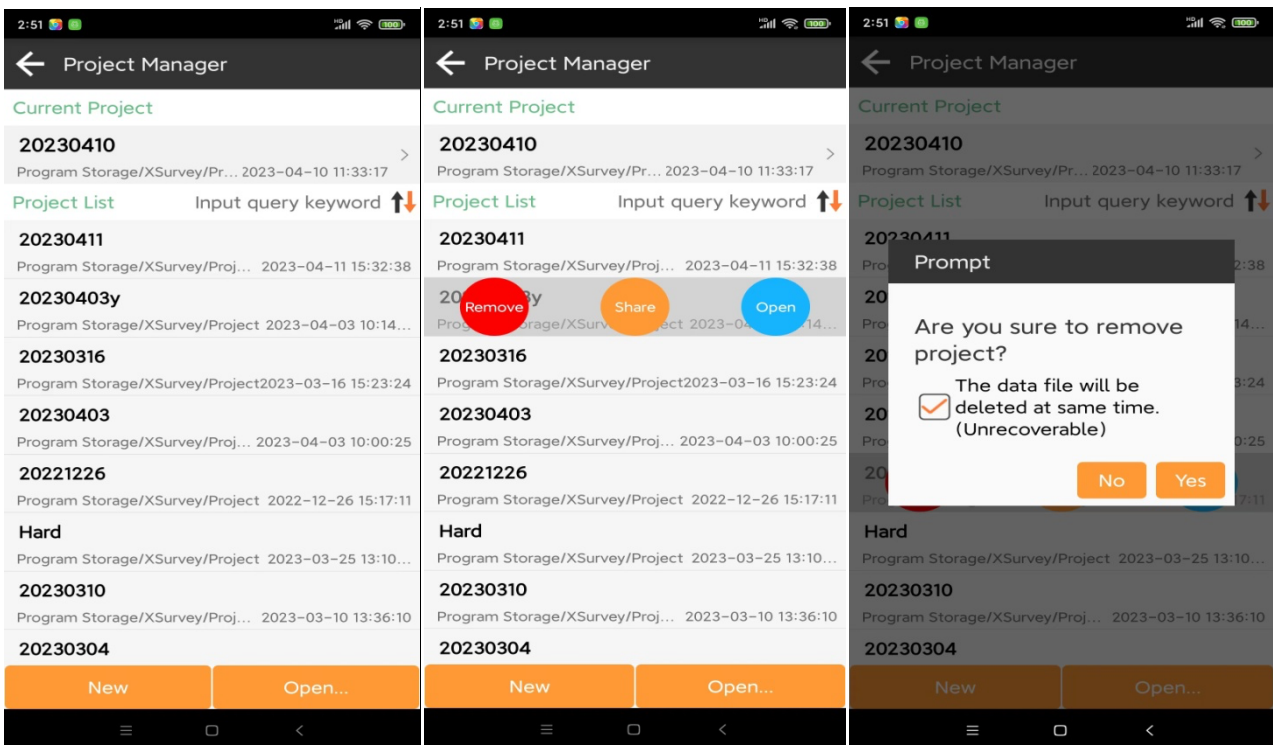 2:51
HD
100
Project Manager
Current Project
20230410
Program Storage/XSurvey/Pr... 2023-04-10 11:33:17
Project List Input query keyword
20230411
Program Storage/XSurvey/Proj... 2023-04-11 15:32:38
20230403y
Program Storage/XSurvey/Project 2023-04-03 10:14...
20230316
Program Storage/XSurvey/Project2023-03-16 15:23:24
20230403
Program Storage/XSurvey/Proj... 2023-04-03 10:00:25
20221226
Program Storage/XSurvey/Project 2022-12-26 15:17:11
Hard
Program Storage/XSurvey/Project 2023-03-25 13:10...
20230310
Program Storage/XSurvey/Proj... 2023-03-10 13:36:10
20230304
New Open...
2:51
HD
100
Project Manager
Current Project
20230410
Program Storage/XSurvey/Pr... 2023-04-10 11:33:17
Project List Input query keyword
20230411
Program Storage/XSurvey/Proj... 2023-04-11 15:32:38
Remove Share Open
20230316
Program Storage/XSurvey/Project2023-03-16 15:23:24
20230403
Program Storage/XSurvey/Proj... 2023-04-03 10:00:25
20221226
Program Storage/XSurvey/Project 2022-12-26 15:17:11
Hard
Program Storage/XSurvey/Project 2023-03-25 13:10...
20230310
Program Storage/XSurvey/Proj... 2023-03-10 13:36:10
20230304
New Open...
2:51
HD
100
Project Manager
Current Project
20230410
Program Storage/XSurvey/Pr... 2023-04-10 11:33:17
Project List Input query keyword
20230411
Prompt
Are you sure to remove
project?
The data file will be
deleted at same time.
(Unrecoverable)
No Yes
Hard
Program Storage/XSurvey/Project 2023-03-25 13:10...
20230310
Program Storage/XSurvey/Proj... 2023-03-10 13:36:10
20230304
New Open...